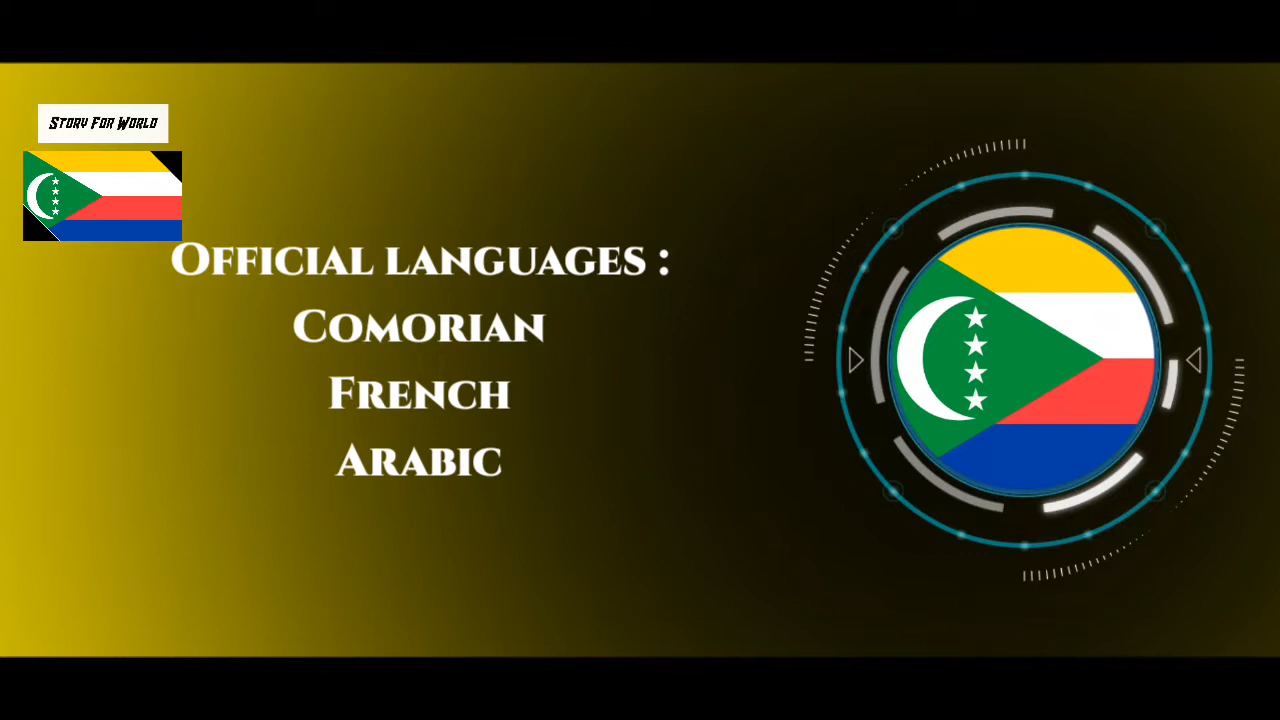 Story For World
Official languages :
Comorian
French
Arabic